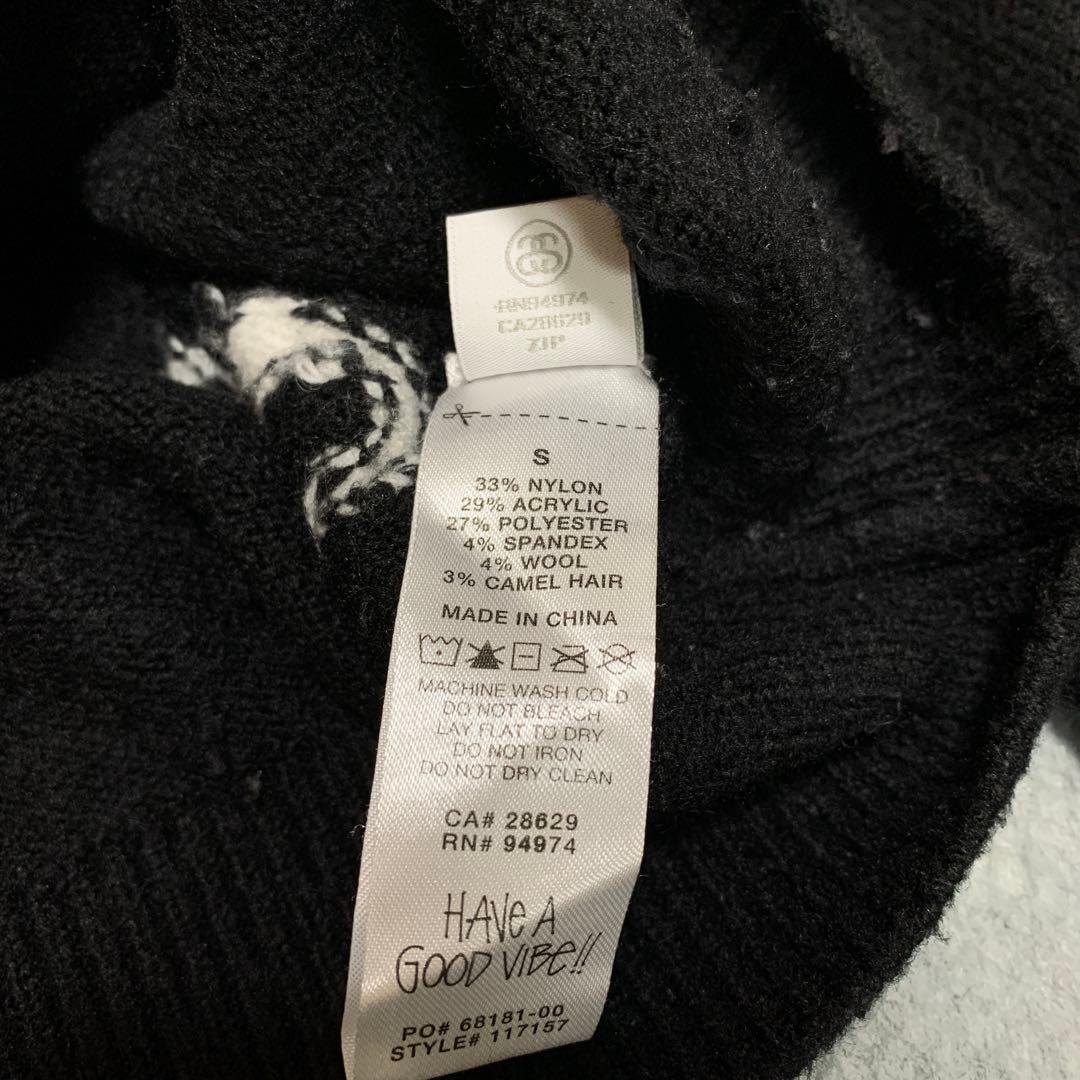 RN94974
CA28629
ZIP
S
33% NYLON
29% ACRYLIC
27% POLYESTER
4% SPANDEX
4% WOOL
3% CAMEL HAIR
MADE IN CHINA
MACHINE WASH COLD
DO NOT BLEACH
LAY FLAT TO DRY
DO NOT IRON
DO NOT DRY CLEAN
CA# 28629
RN# 94974
HAVE A
GOOD VIBE!!
PO# 68181-00
STYLE# 117157